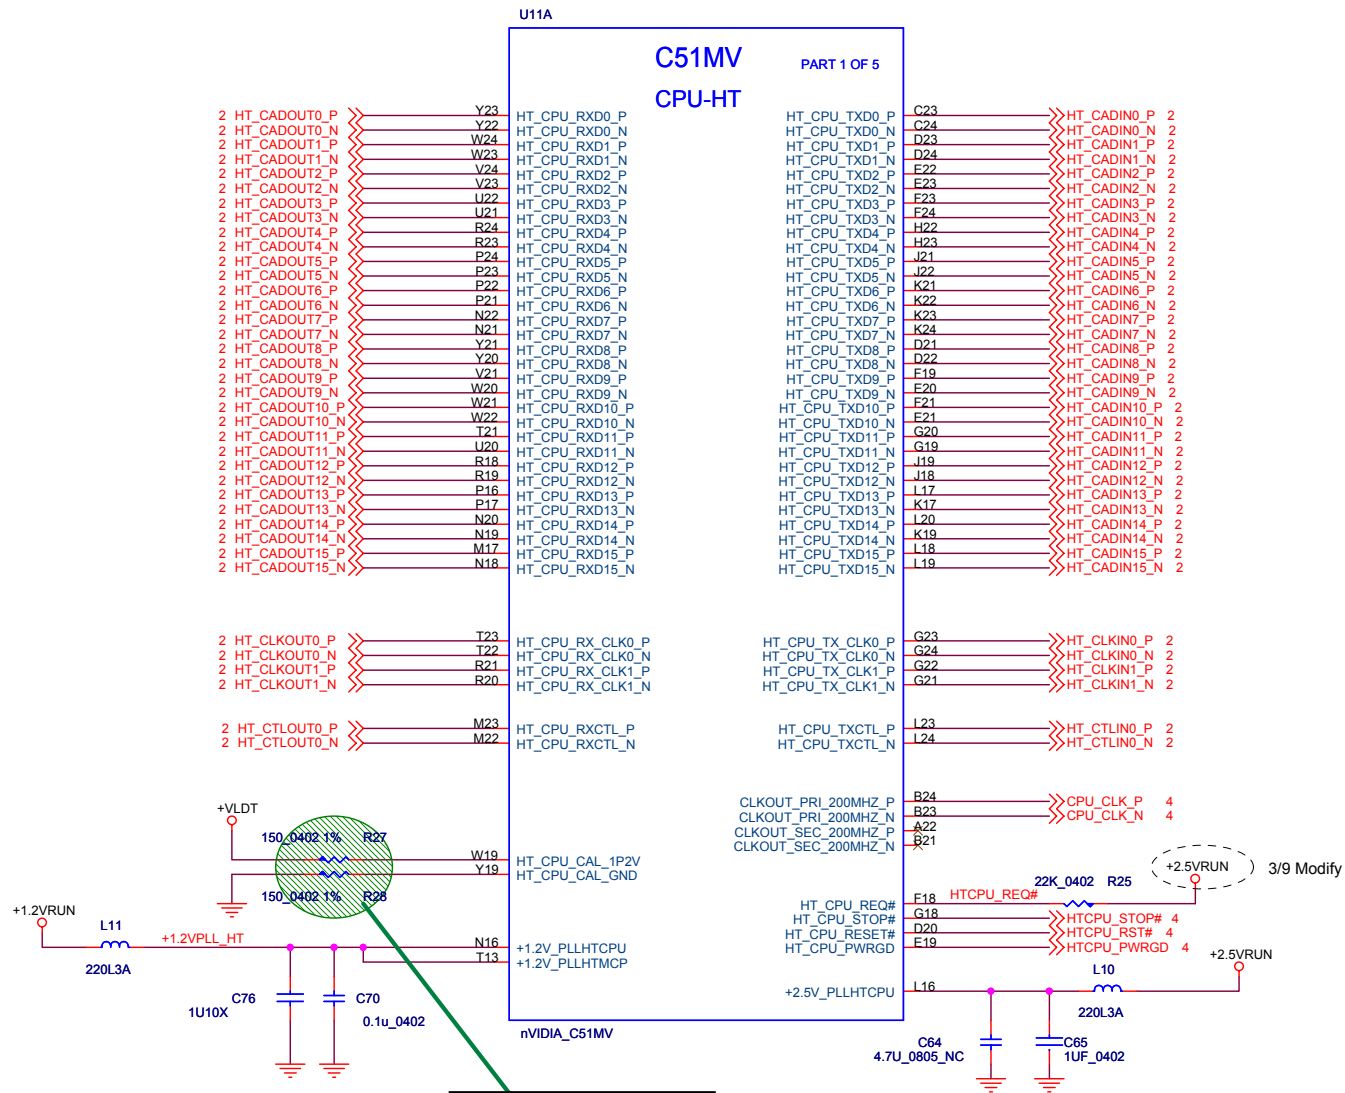 U11A
C51MV
PART 1 OF 5
CPU-HT
2 HT_CADOUT0_P Y23 HT_CPU_RXD0_P HT_CPU_TXD0_P C23 HT_CADIN0_P 2
2 HT_CADOUT0_N Y22 HT_CPU_RXD0_N HT_CPU_TXD0_N C24 HT_CADIN0_N 2
2 HT_CADOUT1_P W24 HT_CPU_RXD1_P HT_CPU_TXD1_P D23 HT_CADIN1_P 2
2 HT_CADOUT1_N W23 HT_CPU_RXD1_N HT_CPU_TXD1_N D24 HT_CADIN1_N 2
2 HT_CADOUT2_P V24 HT_CPU_RXD2_P HT_CPU_TXD2_P E22 HT_CADIN2_P 2
2 HT_CADOUT2_N V23 HT_CPU_RXD2_N HT_CPU_TXD2_N E23 HT_CADIN2_N 2
2 HT_CADOUT3_P U22 HT_CPU_RXD3_P HT_CPU_TXD3_P F23 HT_CADIN3_P 2
2 HT_CADOUT3_N U21 HT_CPU_RXD3_N HT_CPU_TXD3_N F24 HT_CADIN3_N 2
2 HT_CADOUT4_P R24 HT_CPU_RXD4_P HT_CPU_TXD4_P H22 HT_CADIN4_P 2
2 HT_CADOUT4_N R23 HT_CPU_RXD4_N HT_CPU_TXD4_N H23 HT_CADIN4_N 2
2 HT_CADOUT5_P P24 HT_CPU_RXD5_P HT_CPU_TXD5_P J21 HT_CADIN5_P 2
2 HT_CADOUT5_N P23 HT_CPU_RXD5_N HT_CPU_TXD5_N J22 HT_CADIN5_N 2
2 HT_CADOUT6_P P22 HT_CPU_RXD6_P HT_CPU_TXD6_P K21 HT_CADIN6_P 2
2 HT_CADOUT6_N P21 HT_CPU_RXD6_N HT_CPU_TXD6_N K22 HT_CADIN6_N 2
2 HT_CADOUT7_P N22 HT_CPU_RXD7_P HT_CPU_TXD7_P K23 HT_CADIN7_P 2
2 HT_CADOUT7_N N21 HT_CPU_RXD7_N HT_CPU_TXD7_N K24 HT_CADIN7_N 2
2 HT_CADOUT8_P Y21 HT_CPU_RXD8_P HT_CPU_TXD8_P D21 HT_CADIN8_P 2
2 HT_CADOUT8_N Y20 HT_CPU_RXD8_N HT_CPU_TXD8_N D22 HT_CADIN8_N 2
2 HT_CADOUT9_P V21 HT_CPU_RXD9_P HT_CPU_TXD9_P F19 HT_CADIN9_P 2
2 HT_CADOUT9_N W20 HT_CPU_RXD9_N HT_CPU_TXD9_N E20 HT_CADIN9_N 2
2 HT_CADOUT10_P W21 HT_CPU_RXD10_P HT_CPU_TXD10_P F21 HT_CADIN10_P 2
2 HT_CADOUT10_N W22 HT_CPU_RXD10_N HT_CPU_TXD10_N E21 HT_CADIN10_N 2
2 HT_CADOUT11_P T21 HT_CPU_RXD11_P HT_CPU_TXD11_P G20 HT_CADIN11_P 2
2 HT_CADOUT11_N U20 HT_CPU_RXD11_N HT_CPU_TXD11_N G19 HT_CADIN11_N 2
2 HT_CADOUT12_P R18 HT_CPU_RXD12_P HT_CPU_TXD12_P J19 HT_CADIN12_P 2
2 HT_CADOUT12_N R19 HT_CPU_RXD12_N HT_CPU_TXD12_N J18 HT_CADIN12_N 2
2 HT_CADOUT13_P P16 HT_CPU_RXD13_P HT_CPU_TXD13_P L17 HT_CADIN13_P 2
2 HT_CADOUT13_N P17 HT_CPU_RXD13_N HT_CPU_TXD13_N K17 HT_CADIN13_N 2
2 HT_CADOUT14_P N20 HT_CPU_RXD14_P HT_CPU_TXD14_P L20 HT_CADIN14_P 2
2 HT_CADOUT14_N N19 HT_CPU_RXD14_N HT_CPU_TXD14_N K19 HT_CADIN14_N 2
2 HT_CADOUT15_P M17 HT_CPU_RXD15_P HT_CPU_TXD15_P L18 HT_CADIN15_P 2
2 HT_CADOUT15_N N18 HT_CPU_RXD15_N HT_CPU_TXD15_N L19 HT_CADIN15_N 2
2 HT_CLKOUT0_P T23 HT_CPU_RX_CLK0_P HT_CPU_TX_CLK0_P G23 HT_CLKIN0_P 2
2 HT_CLKOUT0_N T22 HT_CPU_RX_CLK0_N HT_CPU_TX_CLK0_N G24 HT_CLKIN0_N 2
2 HT_CLKOUT1_P R21 HT_CPU_RX_CLK1_P HT_CPU_TX_CLK1_P G22 HT_CLKIN1_P 2
2 HT_CLKOUT1_N R20 HT_CPU_RX_CLK1_N HT_CPU_TX_CLK1_N G21 HT_CLKIN1_N 2
2 HT_CTLOUT0_P M23 HT_CPU_RXCTL_P HT_CPU_TXCTL_P L23 HT_CTLIN0_P 2
2 HT_CTLOUT0_N M22 HT_CPU_RXCTL_N HT_CPU_TXCTL_N L24 HT_CTLIN0_N 2
CLKOUT_PRI_200MHZ_P B24 CPU_CLK_P 4
+VLDT CLKOUT_PRI_200MHZ_N B23 CPU_CLK_N 4
CLKOUT_SEC_200MHZ_P A22
150_0402 1% R27 CLKOUT_SEC_200MHZ_N B21
W19 HT_CPU_CAL_1P2V
Y19 HT_CPU_CAL_GND
+2.5VRUN 3/9 Modify
150_0402 1% R28 22K_0402 R25
HT_CPU_REQ# F18 HTCPU_REQ#
+1.2VRUN HT_CPU_STOP# G18 HTCPU_STOP# 4
L11 HT_CPU_RESET# D20 HTCPU_RST# 4
+1.2VPLL_HT N16 +1.2V_PLLHTCPU HT_CPU_PWRGD E19 HTCPU_PWRGD 4
T13 +1.2V_PLLHTMCP +2.5VRUN
220L3A L10
+2.5V_PLLHTCPU L16
C76 C70
1U10X 0.1u_0402 220L3A
nVIDIA_C51MV
C64 C65
4.7U_0805_NC 1UF_0402